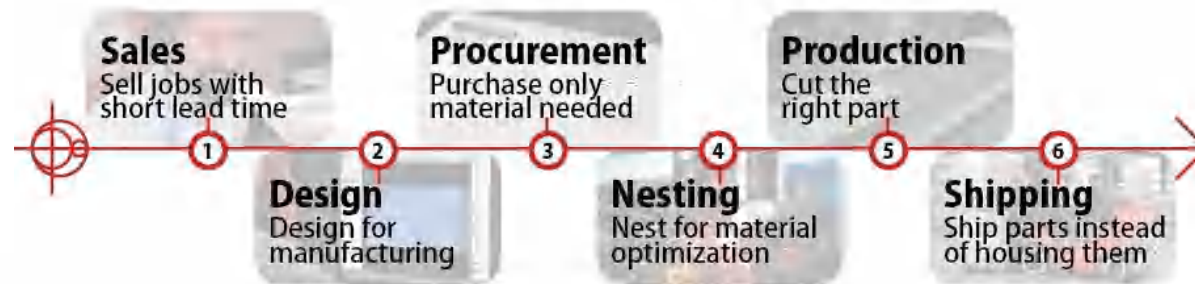 Sales
Sell jobs with
short lead time
1
Design
Design for
manufacturing
2
Procurement
Purchase only
material needed
3
Nesting
Nest for material
optimization
4
Production
Cut the
right part
5
Shipping
Ship parts instead
of housing them
6